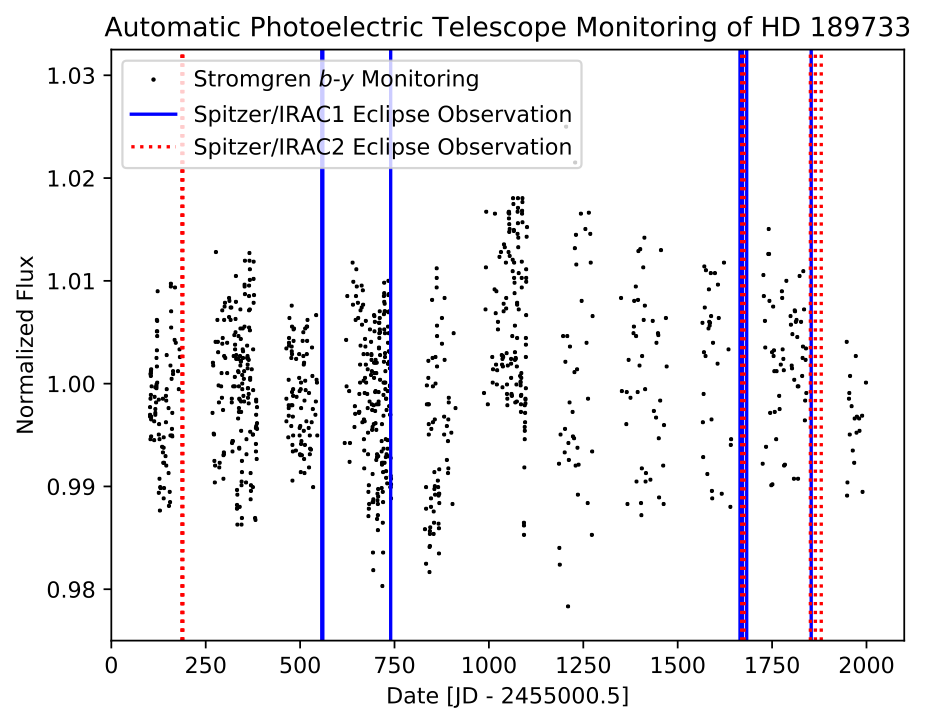 Automatic Photoelectric Telescope Monitoring of HD 189733
1.03
Stromgren b-y Monitoring
Spitzer/IRAC1 Eclipse Observation
Spitzer/IRAC2 Eclipse Observation
1.02
1.01
1.00
0.99
0.98
Normalized Flux
0 250 500 750 1000 1250 1500 1750 2000
Date [JD - 2455000.5]